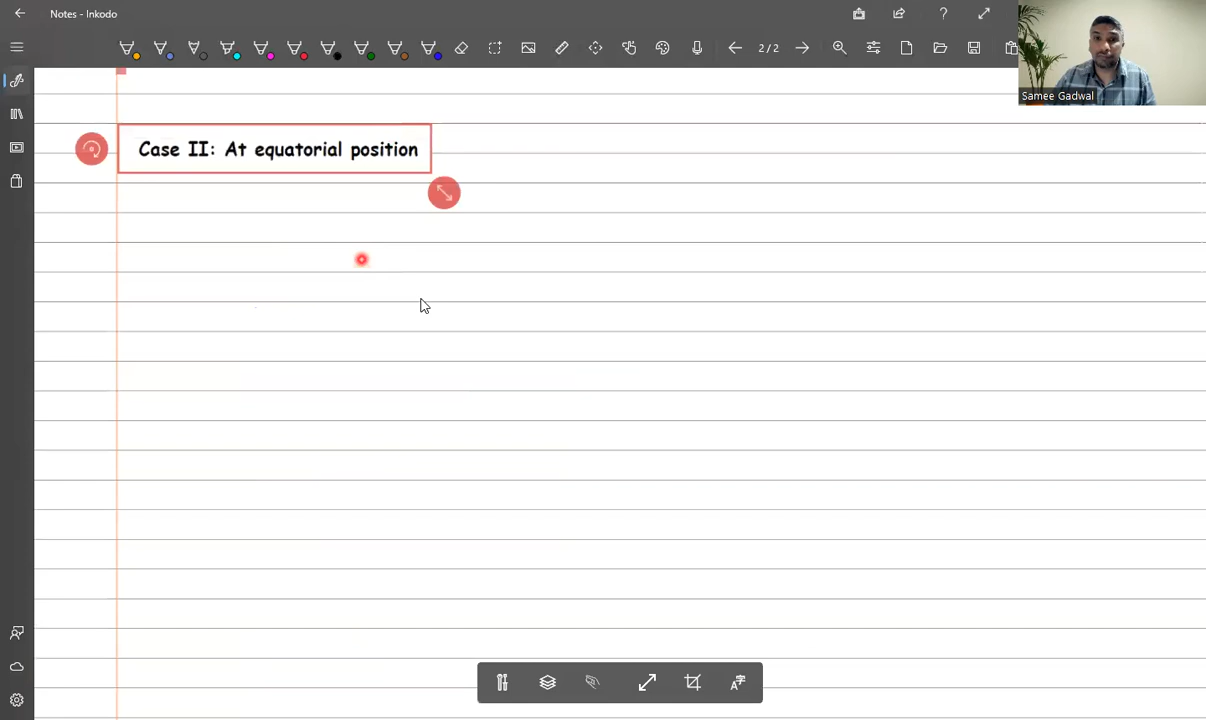 Notes - Inkodo
2 / 2
Samee Gadwal
Case II: At equatorial position